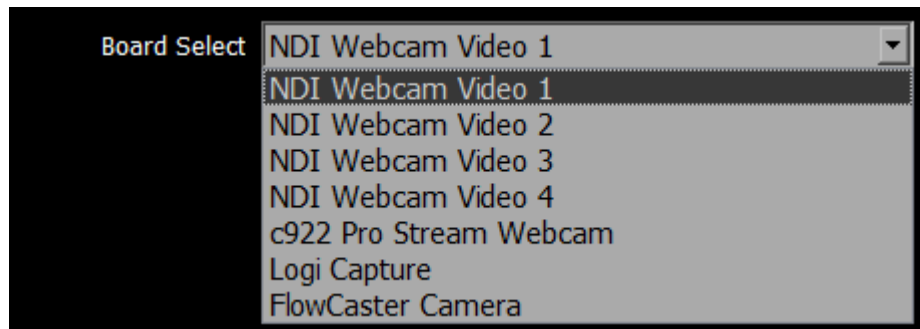 Board Select NDI Webcam Video 1
NDI Webcam Video 1
NDI Webcam Video 2
NDI Webcam Video 3
NDI Webcam Video 4
c922 Pro Stream Webcam
Logi Capture
FlowCaster Camera